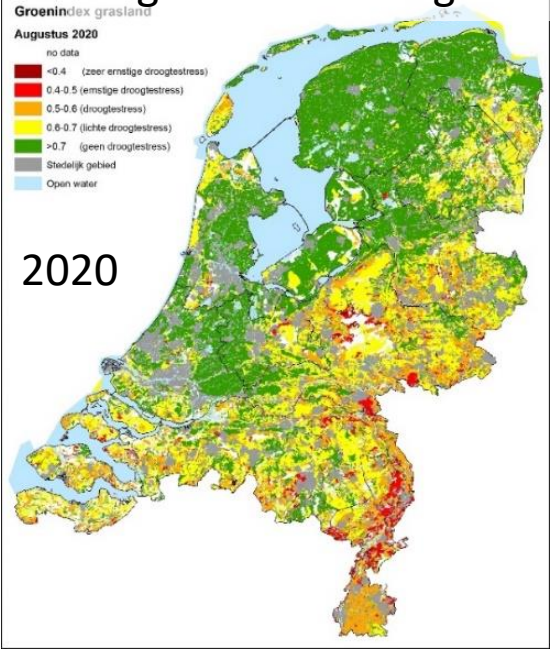 Groenindex grasland
Augustus 2020
no data
<0.4 (zeer ernstige droogtestress)
0.4-0.5 (ernstige droogtestress)
0.5-0.6 (droogtestress)
0.6-0.7 (lichte droogtestress)
>0.7 (geen droogtestress)
Stedelijk gebied
Open water
2020